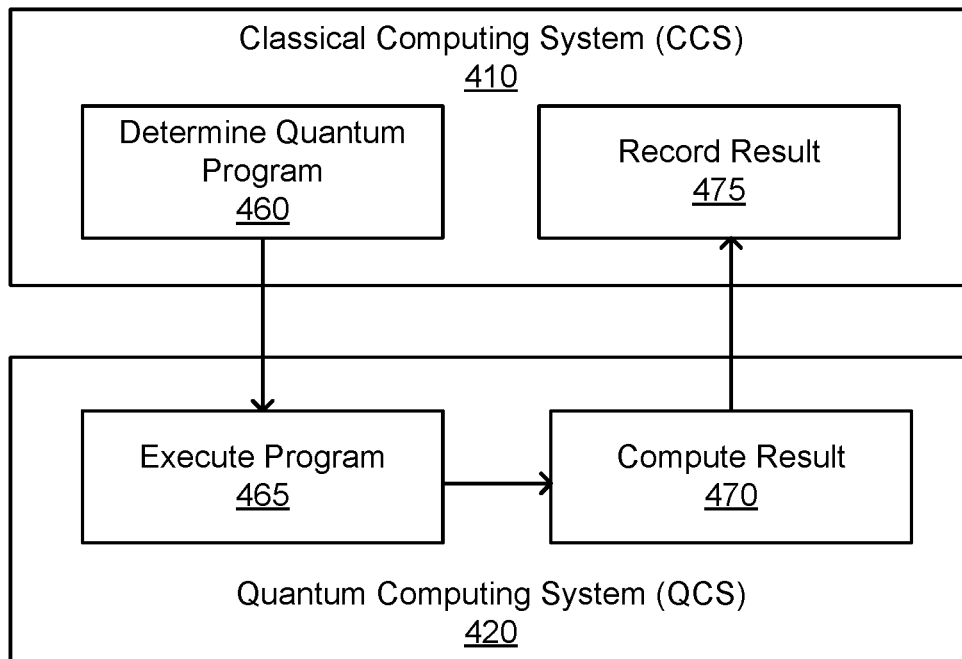 Classical Computing System (CCS)
410
Determine Quantum
Program
460
Record Result
475
Execute Program
465
Compute Result
470
Quantum Computing System (QCS)
420